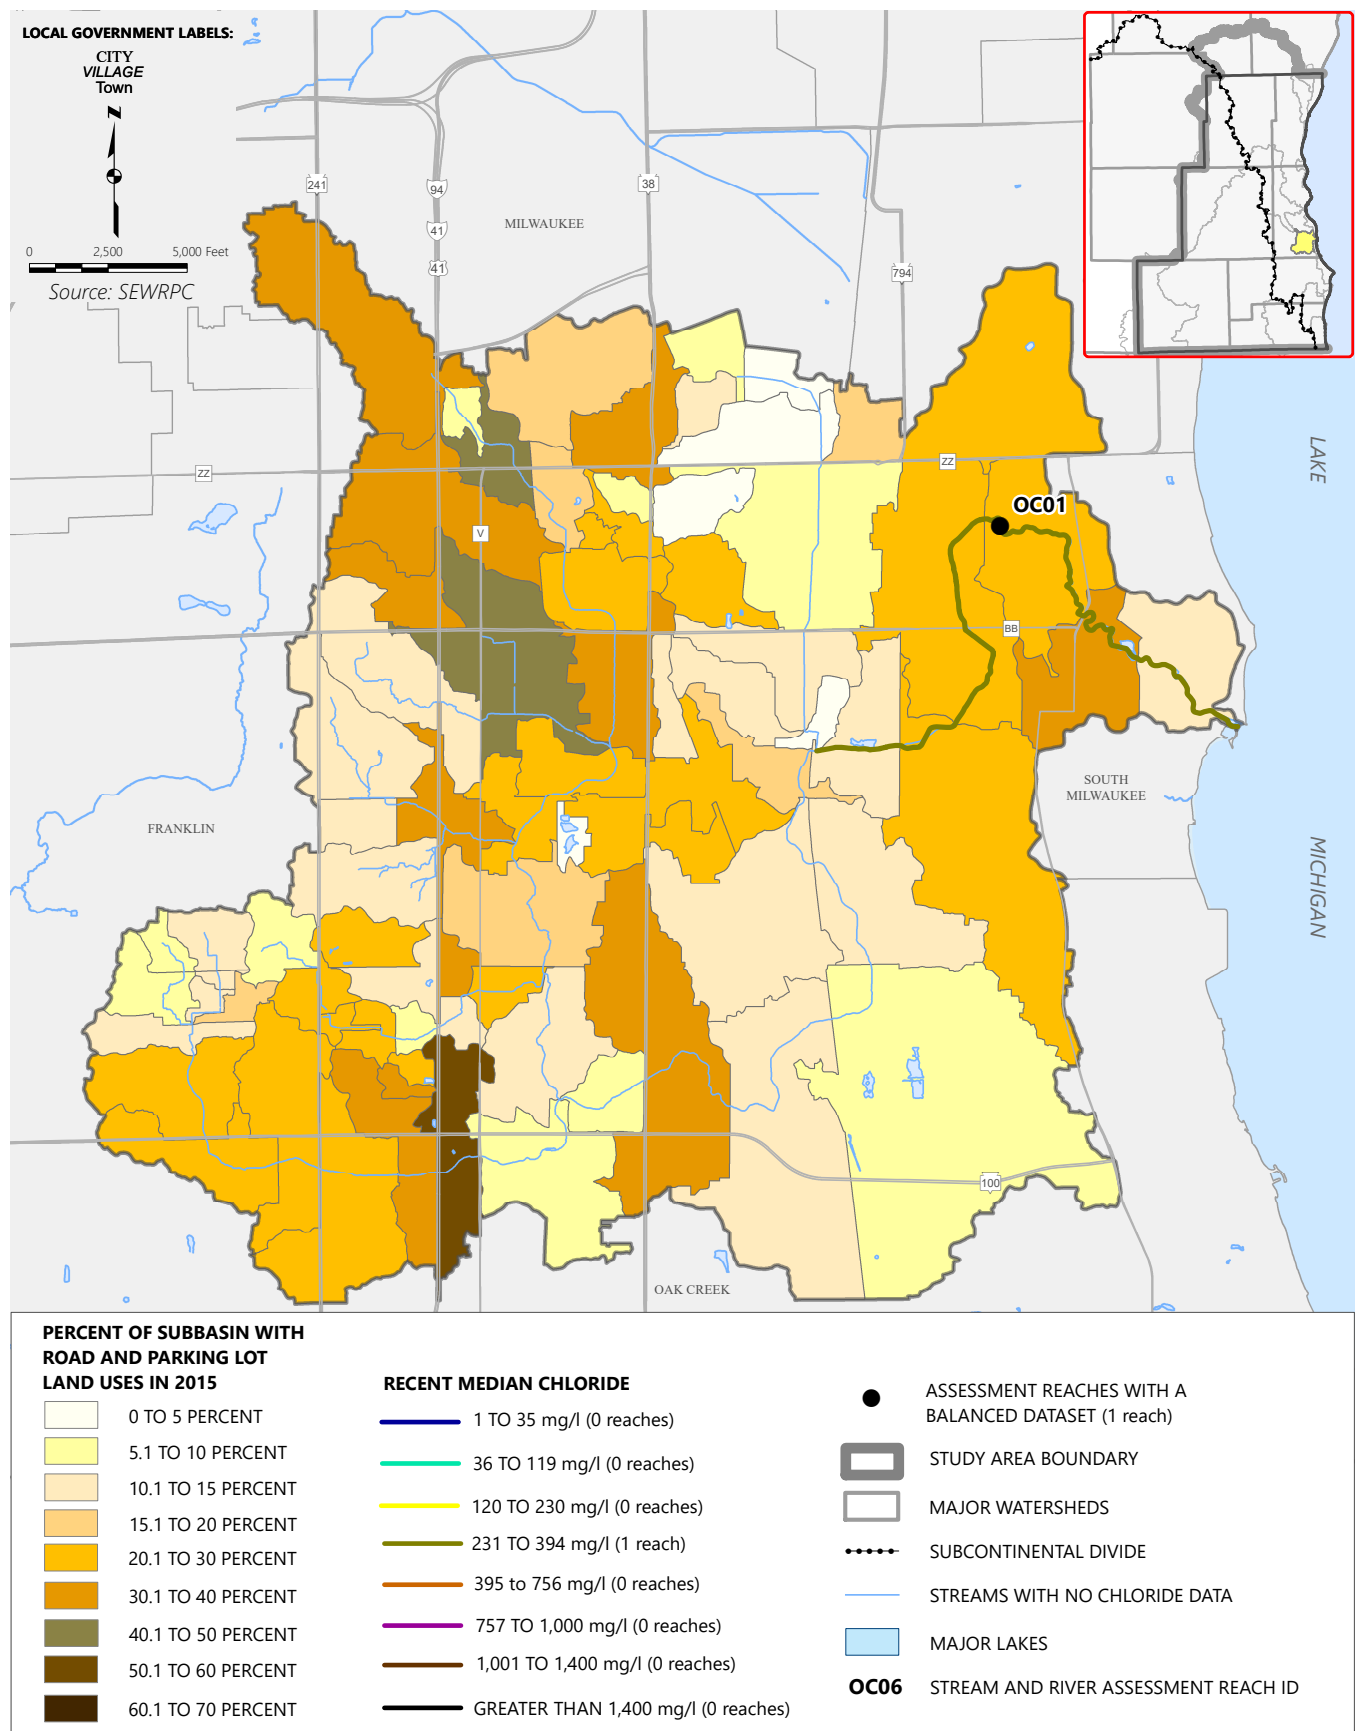 LOCAL GOVERNMENT LABELS:
CITY
VILLAGE
Town
N
0 2,500 5,000 Feet
Source: SEWRPC
241
94
41
41
38
794
MILWAUKEE
ZZ
ZZ
V
OC01
BB
LAKE
MICHIGAN
SOUTH
MILWAUKEE
FRANKLIN
100
OAK CREEK
PERCENT OF SUBBASIN WITH
ROAD AND PARKING LOT
LAND USES IN 2015
0 TO 5 PERCENT
5.1 TO 10 PERCENT
10.1 TO 15 PERCENT
15.1 TO 20 PERCENT
20.1 TO 30 PERCENT
30.1 TO 40 PERCENT
40.1 TO 50 PERCENT
50.1 TO 60 PERCENT
60.1 TO 70 PERCENT
RECENT MEDIAN CHLORIDE
1 TO 35 mg/l (0 reaches)
36 TO 119 mg/l (0 reaches)
120 TO 230 mg/l (0 reaches)
231 TO 394 mg/l (1 reach)
395 to 756 mg/l (0 reaches)
757 TO 1,000 mg/l (0 reaches)
1,001 TO 1,400 mg/l (0 reaches)
GREATER THAN 1,400 mg/l (0 reaches)
ASSESSMENT REACHES WITH A
BALANCED DATASET (1 reach)
STUDY AREA BOUNDARY
MAJOR WATERSHEDS
SUBCONTINENTAL DIVIDE
STREAMS WITH NO CHLORIDE DATA
MAJOR LAKES
OC06 STREAM AND RIVER ASSESSMENT REACH ID